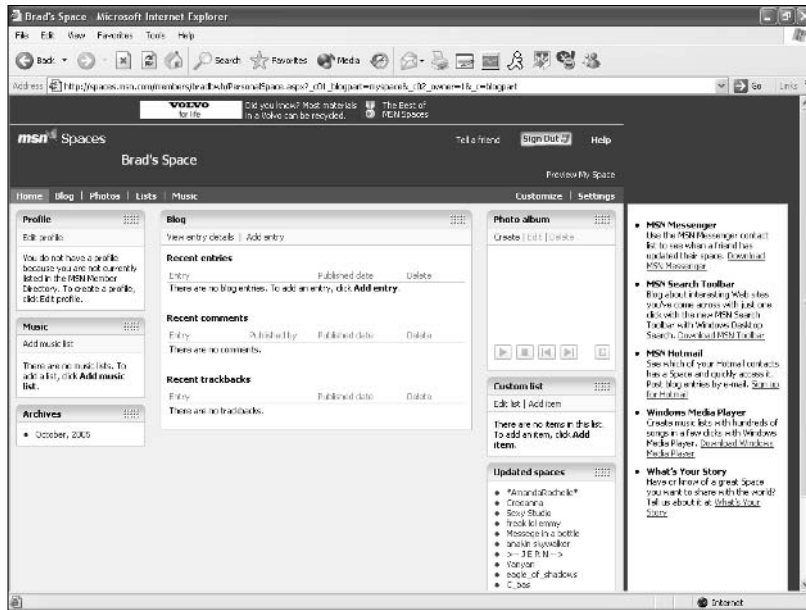 Brad's Space - Microsoft Internet Explorer
File Edit View Favorites Tools Help
Back Search Favorites Media
Address http://spaces.msn.com/members/ Go Links
VOLVO
for life
Did you know? Most materials
in a Volvo can be recycled.
The Best of
MSN Spaces
msn Spaces
Tell a friend Sign Out Help
Brad's Space
Preview My Space
Home Blog | Photos | Lists | Music
Customize | Settings
Profile
Edit profile
You do not have a profile
because you are not currently
listed in the MSN Member
Directory. To create a profile,
click Edit profile.
Music
Add music list
There are no music lists. To
add a list, click Add music
list.
Archives
October, 2005
Blog
View entry details | Add entry
Recent entries
Entry Published date Delete
There are no blog entries. To add an entry, click Add entry.
Recent comments
Entry Published by Published date Delete
There are no comments.
Recent trackbacks
Entry Published date Delete
There are no trackbacks.
Photo album
Create | Edit | Delete
Custom list
Edit list | Add item
There are no items in this list.
To add an item, click Add
item.
Updated spaces
*AmandaRochelle*
Creeanna
Sexy Studio
freak lol emmy
Message in a bottle
anakin skywalker
>-- J E R N -->
Yanyan
eagle_of_shadows
C_bas
MSN Messenger
Use the MSN Messenger contact
list to see when a friend has
updated their space. Download
MSN Messenger
MSN Search Toolbar
Blog about interesting Web sites
you've come across with just one
click with the new MSN Search
Toolbar with Windows Desktop
Search. Download MSN Toolbar
MSN Hotmail
See which of your Hotmail contacts
has a Space and quickly access it.
Post blog entries by e-mail. Sign up
for Hotmail
Windows Media Player
Create music lists with hundreds of
songs in a few clicks with Windows
Media Player. Download Windows
Media Player
What's Your Story
Have or know of a great Space
you want to share with the world?
Tell us about it at What's Your
Story
Internet